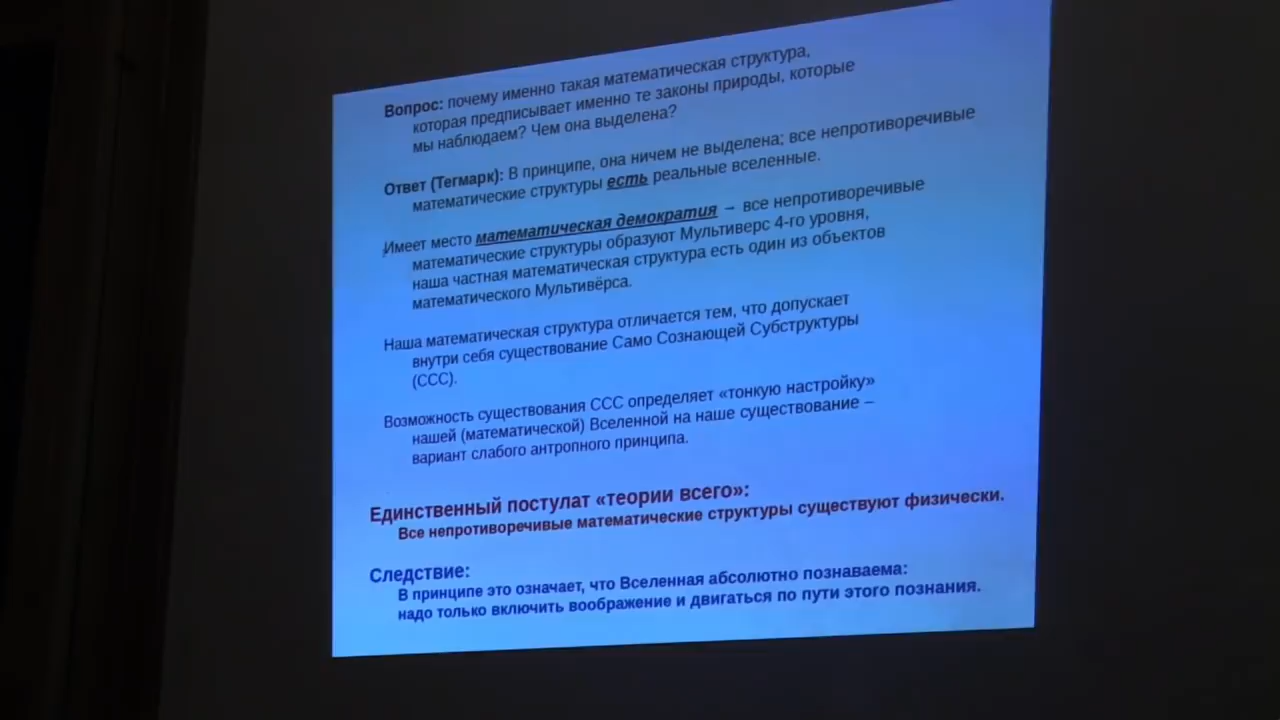 Вопрос: почему именно такая математическая структура,
которая предписывает именно те законы природы, которые
мы наблюдаем? Чем она выделена?
Ответ (Тегмарк): В принципе, она ничем не выделена; все непротиворечивые
математические структуры есть реальные вселенные.
Имеет место математическая демократия – все непротиворечивые
математические структуры образуют Мультиверс 4-го уровня,
наша частная математическая структура есть один из объектов
математического Мультивёрса.
Наша математическая структура отличается тем, что допускает
внутри себя существование Само Сознающей Субструктуры
(ССС).
Возможность существования ССС определяет «тонкую настройку»
нашей (математической) Вселенной на наше существование –
вариант слабого антропного принципа.
Единственный постулат «теории всего»:
Все непротиворечивые математические структуры существуют физически.
Следствие:
В принципе это означает, что Вселенная абсолютно познаваема:
надо только включить воображение и двигаться по пути этого познания.